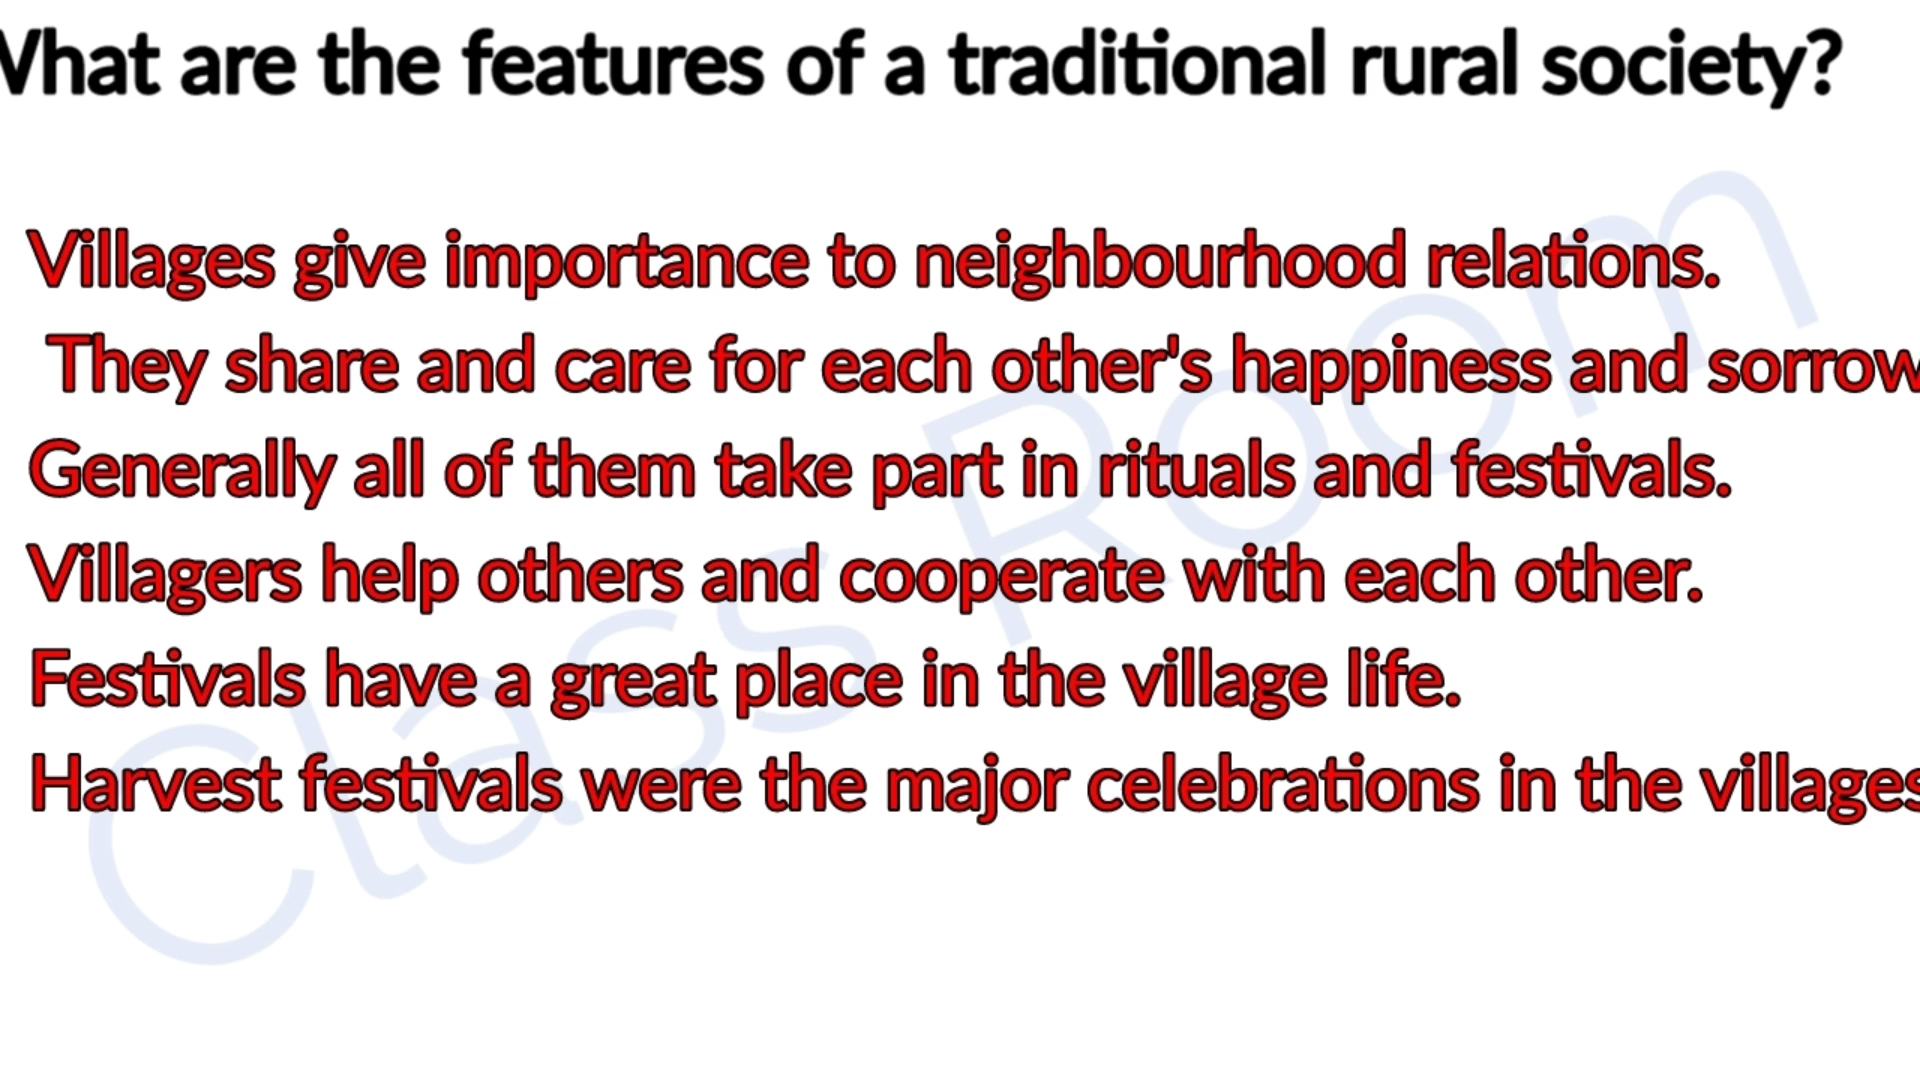 What are the features of a traditional rural society?
Villages give importance to neighbourhood relations.
They share and care for each other's happiness and sorrow
Generally all of them take part in rituals and festivals.
Villagers help others and cooperate with each other.
Festivals have a great place in the village life.
Harvest festivals were the major celebrations in the villages
Class Room